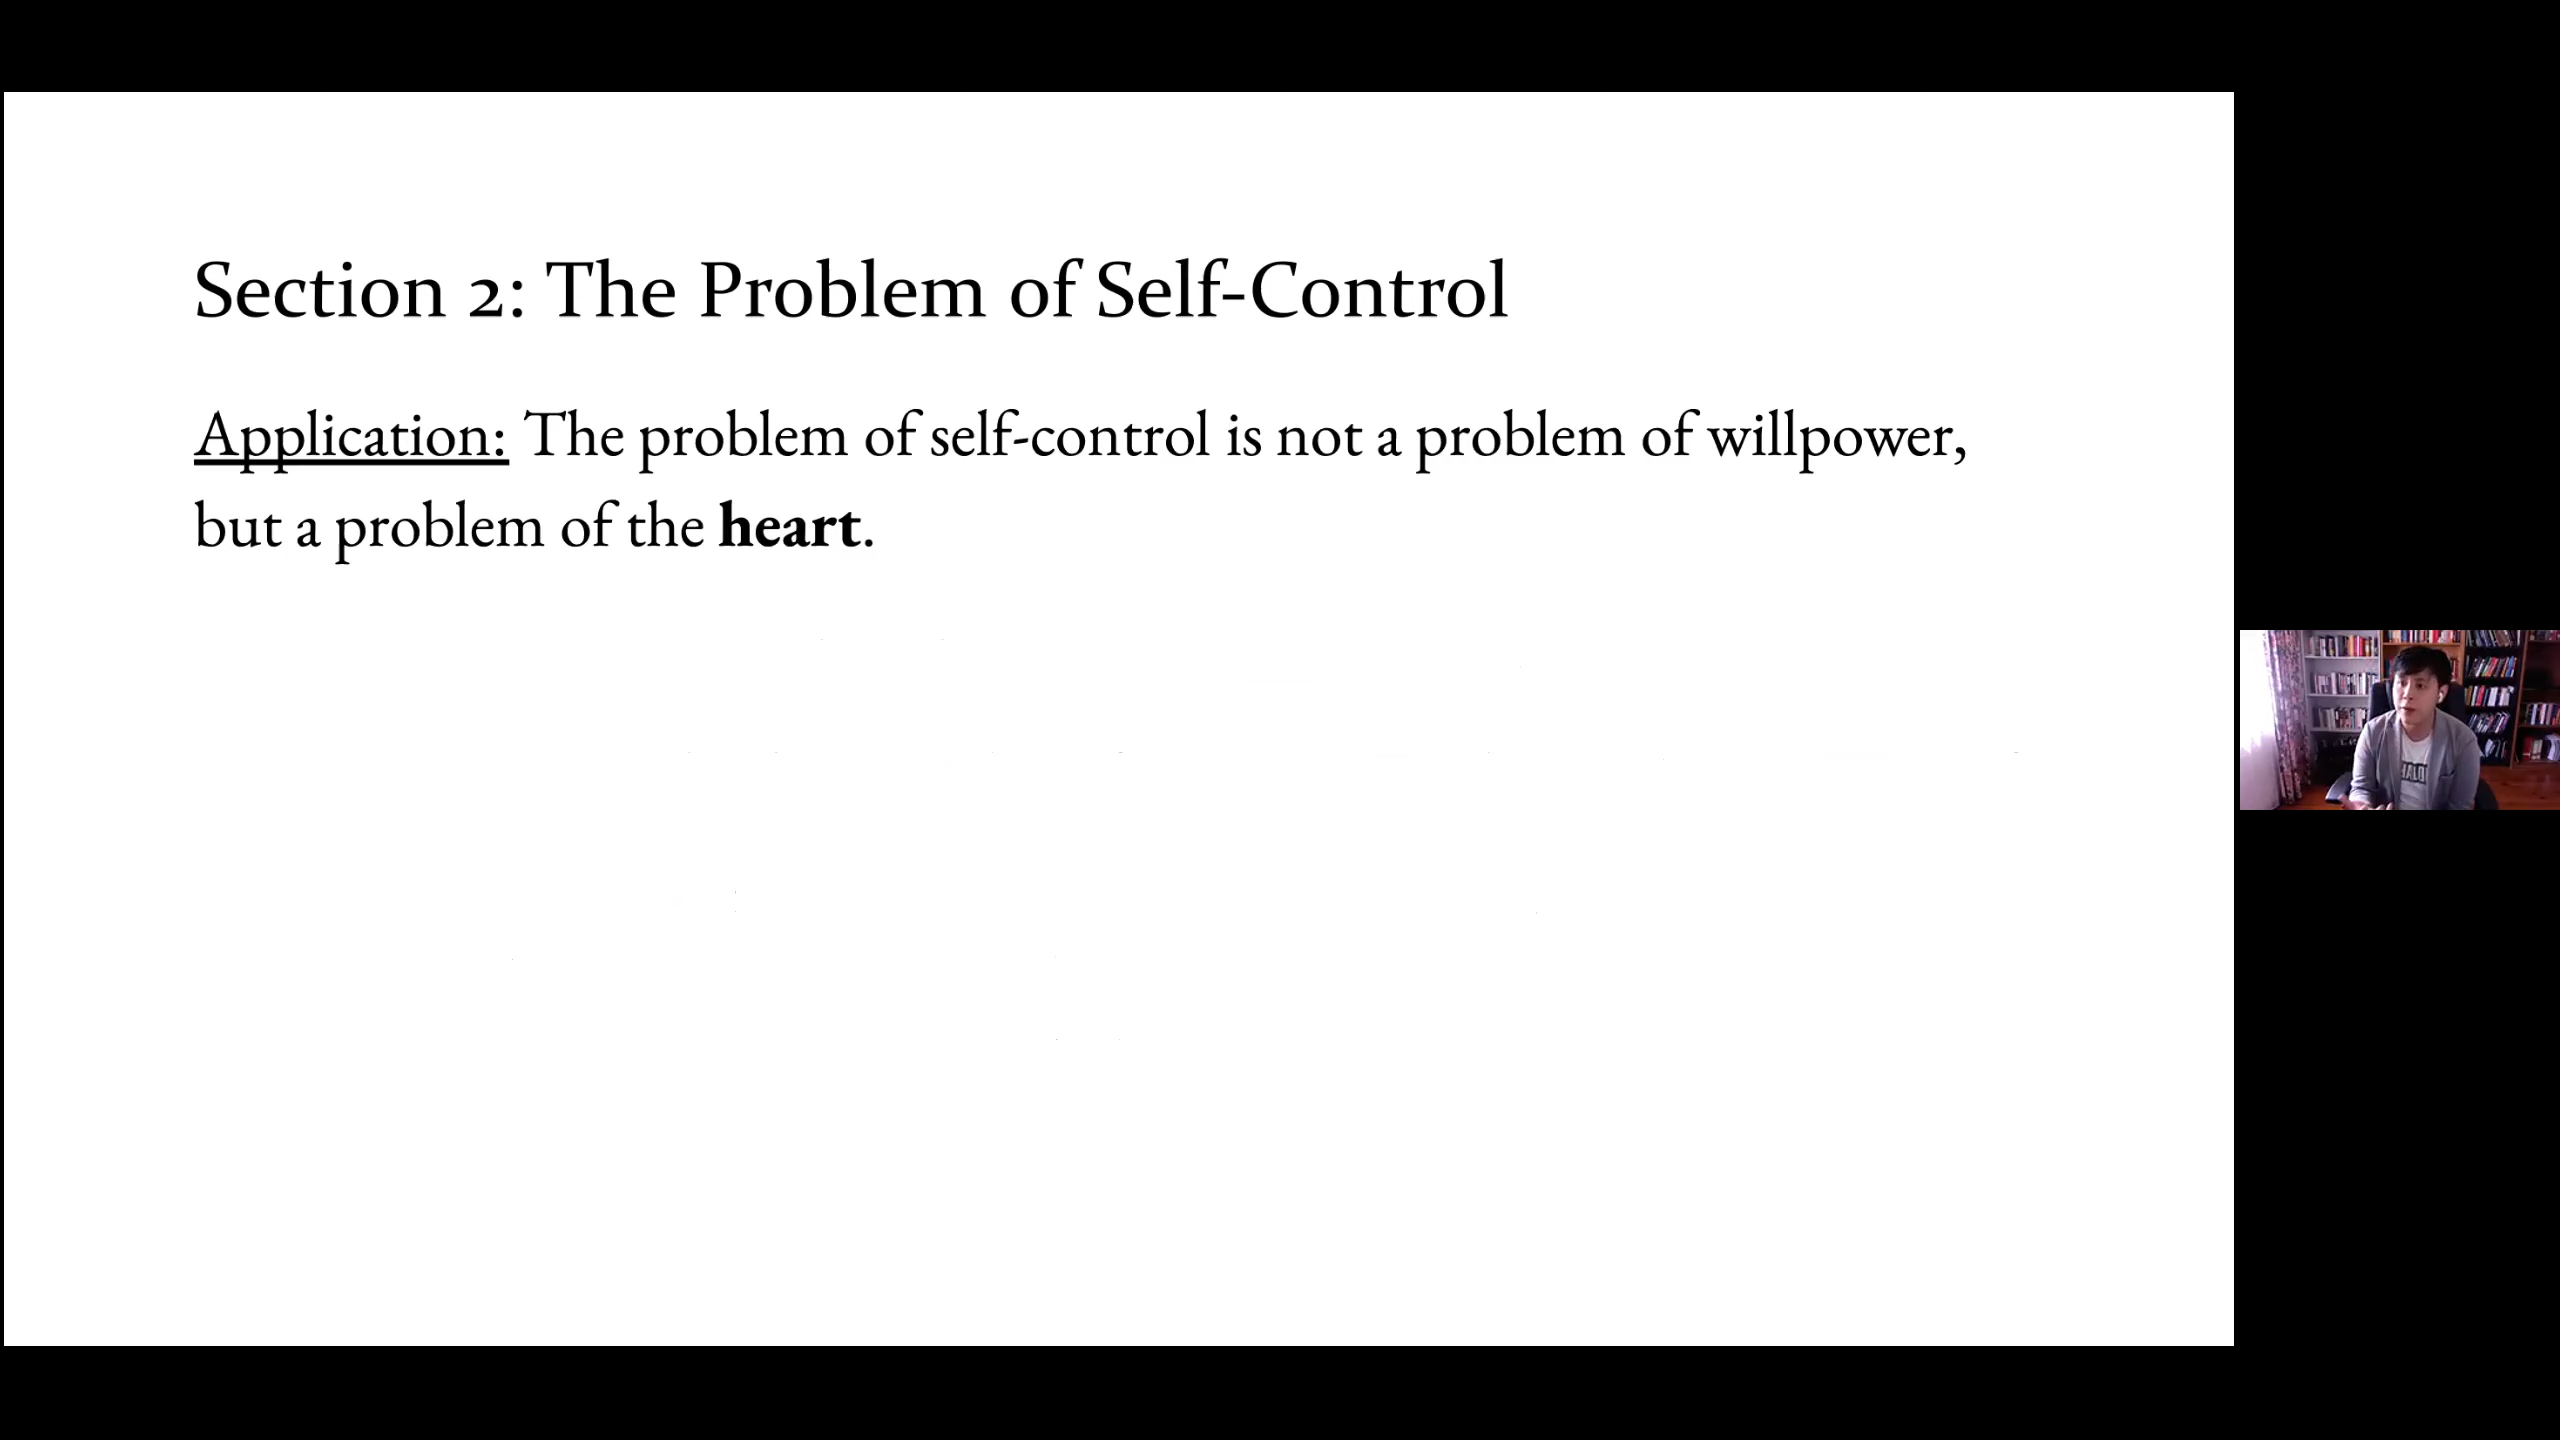 Section 2: The Problem of Self-Control
Application: The problem of self-control is not a problem of willpower,
but a problem of the heart.